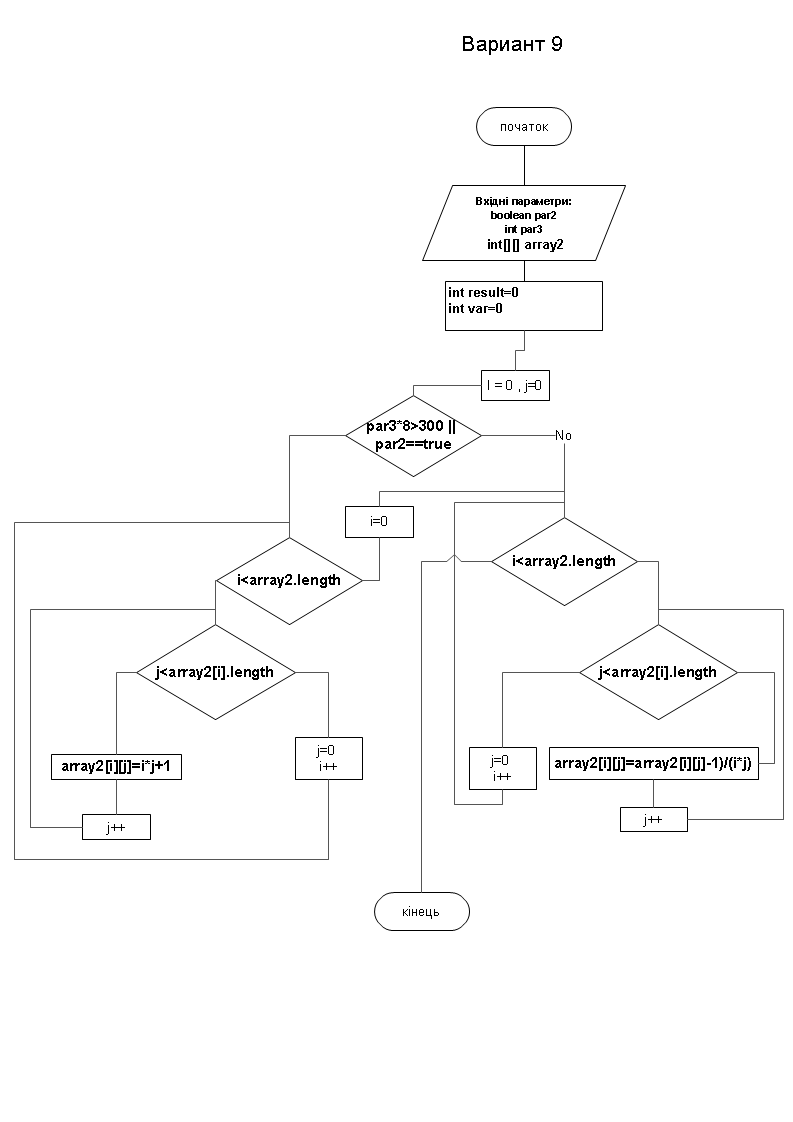 Вариант 9
початок
Вхідні параметри:
boolean par2
int par3
int[][] array2
int result=0
int var=0
I = 0 , j=0
par3*8>300 ||
par2==true
No
i=0
i<array2.length
i<array2.length
j<array2[i].length
j<array2[i].length
array2[i][j]=i*j+1
j=0
i++
j=0
i++
array2[i][j]=array2[i][j]-1)/(i*j)
j++
j++
кінець